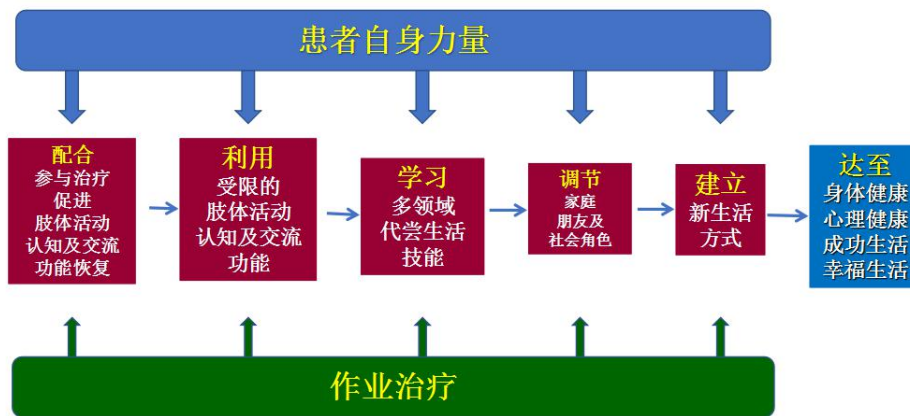 患者自身力量
配合
参与治疗
促进
肢体活动
认知及交流
功能恢复
利用
受限的
肢体活动
认知及交流
功能
学习
多领域
代尝生活
技能
调节
家庭
朋友及
社会角色
建立
新生活
方式
达至
身体健康
心理健康
成功生活
幸福生活
作业治疗